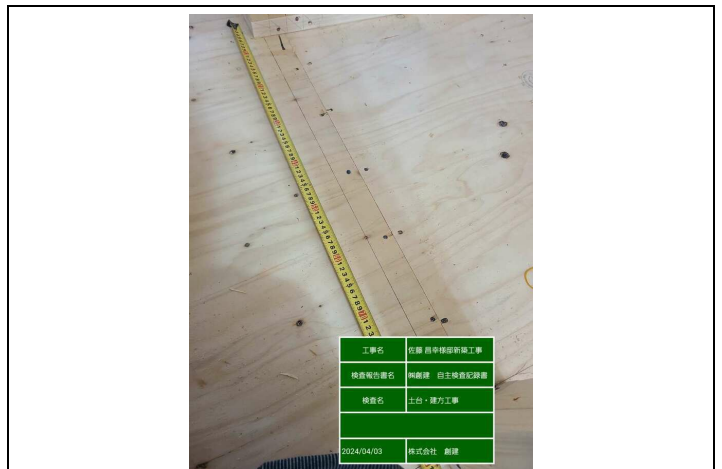 工事名 佐藤 昌幸様邸新築工事
検査報告書名 ㈱創建 自主検査記録書
検査名 土台・建方工事
2024/04/03 株式会社 創建